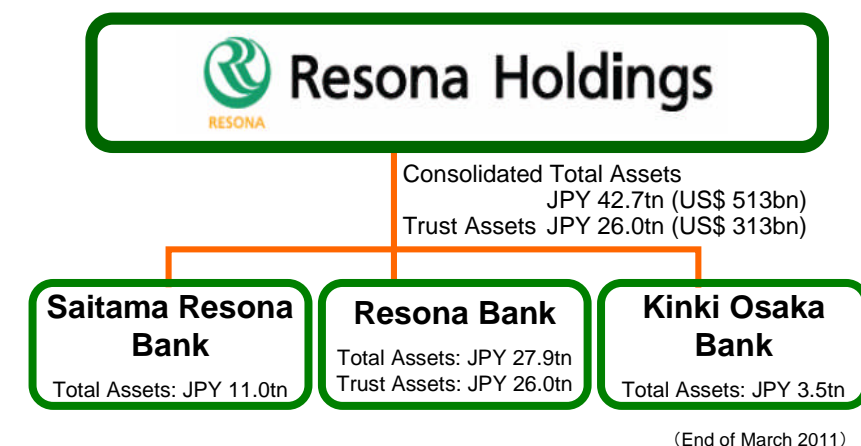 RESONA
Resona Holdings
Consolidated Total Assets
JPY 42.7tn (US$ 513bn)
Trust Assets JPY 26.0tn (US$ 313bn)
Saitama Resona
Bank
Total Assets: JPY 11.0tn
Resona Bank
Total Assets: JPY 27.9tn
Trust Assets: JPY 26.0tn
Kinki Osaka
Bank
Total Assets: JPY 3.5tn
（End of March 2011）